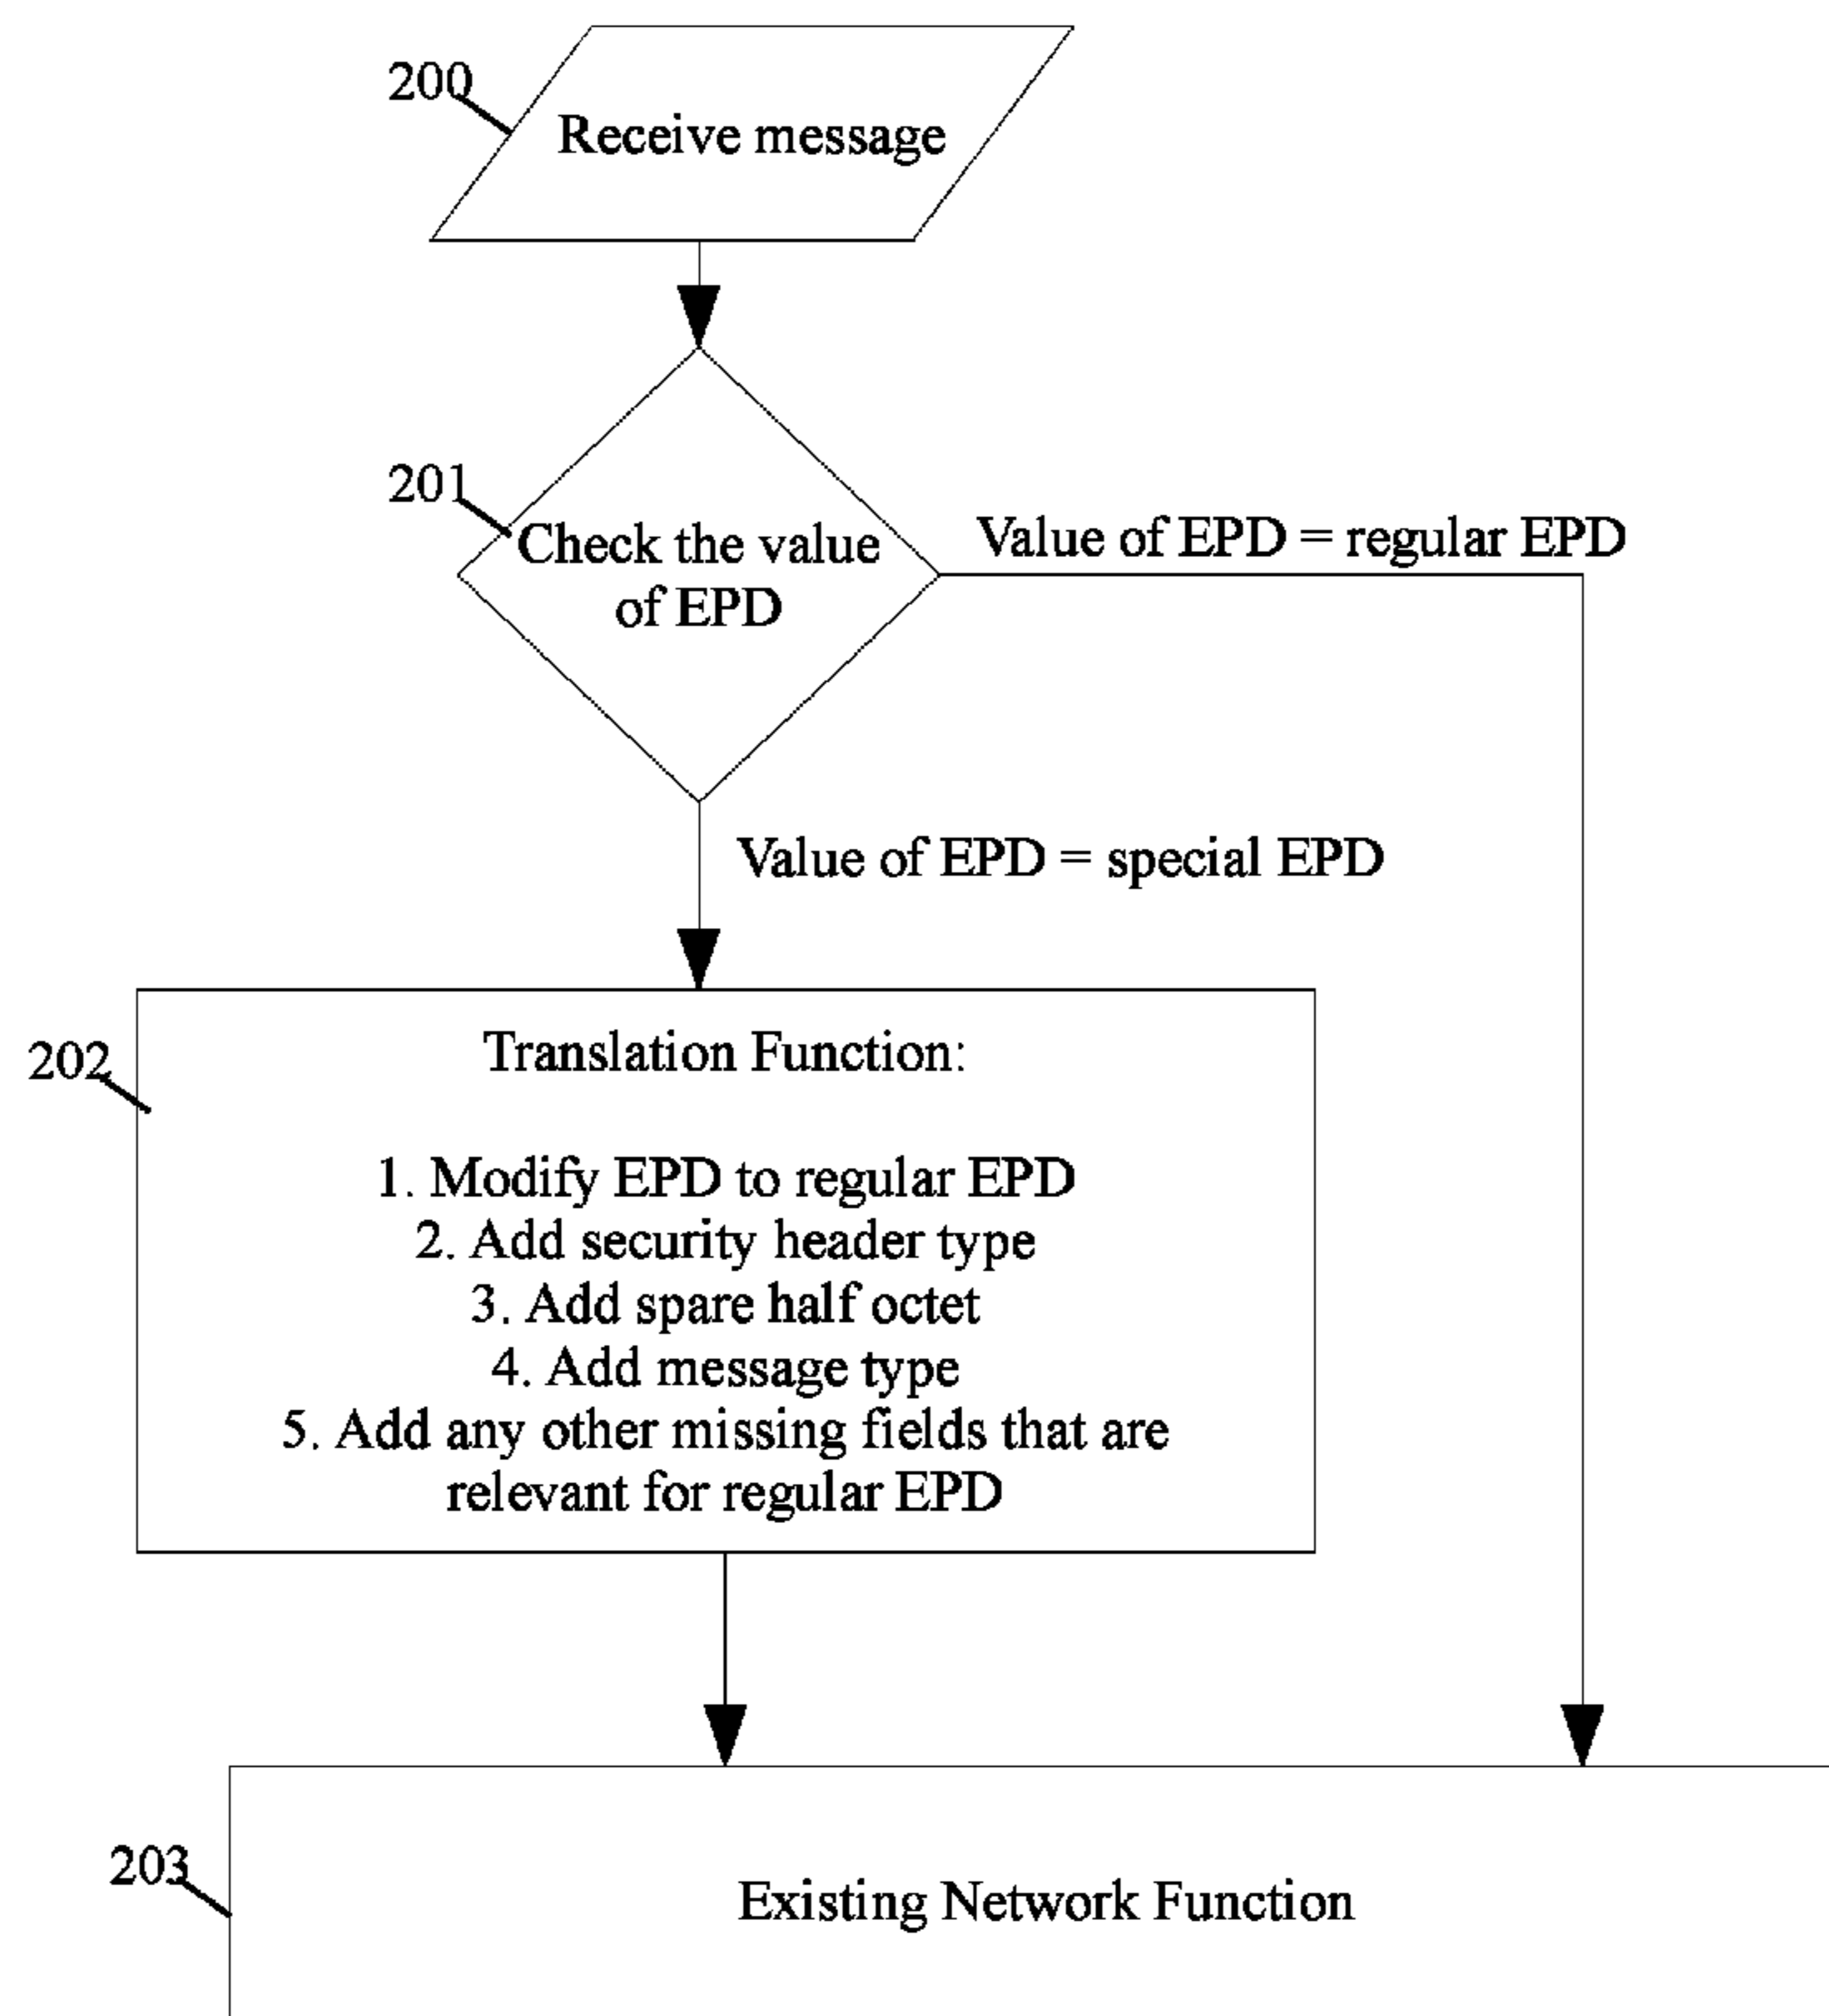 200
Receive message
201
Check the value
of EPD
Value of EPD = regular EPD
Value of EPD = special EPD
202
Translation Function:
1. Modify EPD to regular EPD
2. Add security header type
3. Add spare half octet
4. Add message type
5. Add any other missing fields that are
relevant for regular EPD
203
Existing Network Function